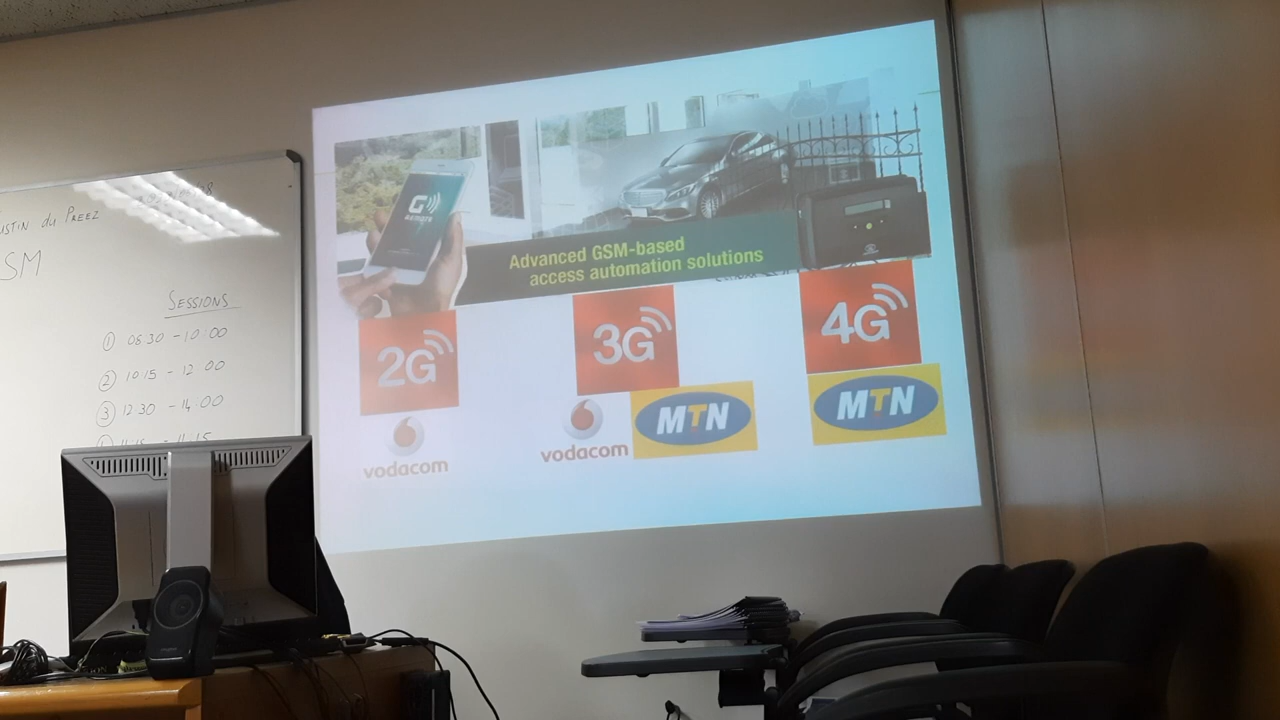 du PREEZ
SM
SESSIONS
① 08 30 - 10:00
② 10 15 - 12 00
③ 12 30 - 14:00
G
Advanced GSM-based
access automation solutions
2G
3G
4G
vodacom
vodacom
MTN
MTN